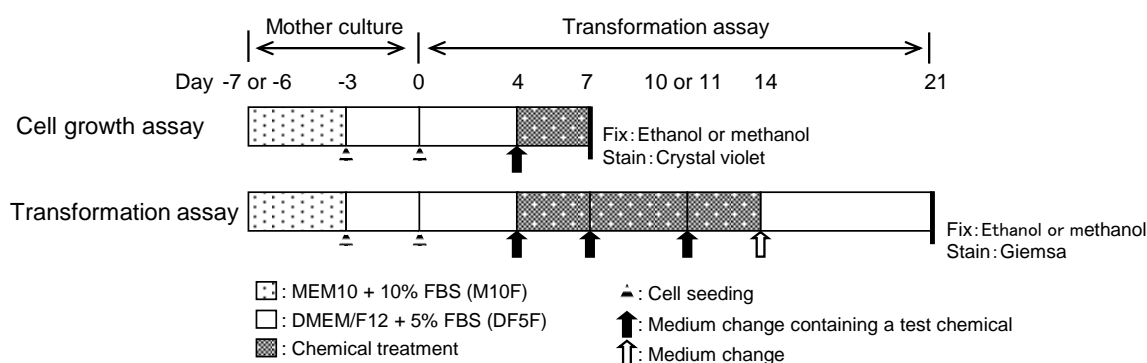 Mother culture Transformation assay
Day -7 or -6 -3 0 4 7 10 or 11 14 21
Cell growth assay
Fix: Ethanol or methanol
Stain: Crystal violet
Transformation assay
Fix: Ethanol or methanol
Stain: Giemsa
: MEM10 + 10% FBS (M10F)
: DMEM/F12 + 5% FBS (DF5F)
: Chemical treatment
: Cell seeding
: Medium change containing a test chemical
: Medium change